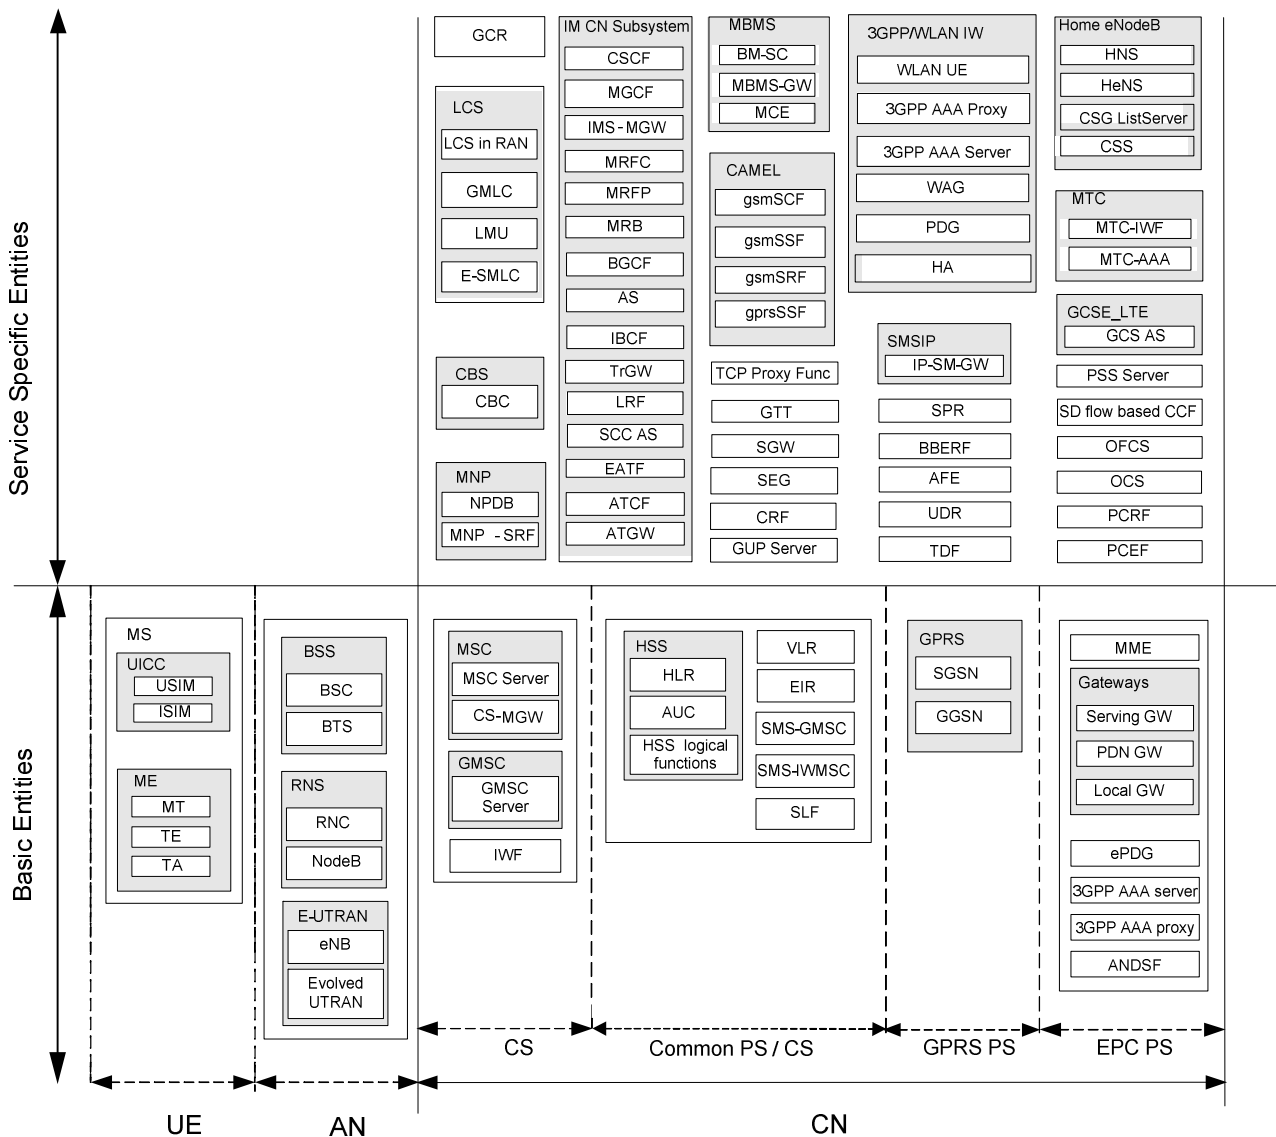 Service Specific Entities
GCR
LCS
LCS in RAN
GMLC
LMU
E-SMLC
CBS
CBC
MNP
NPDB
MNP - SRF
IM CN Subsystem
CSCF
MGCF
IMS - MGW
MRFC
MRFP
MRB
BGCF
AS
IBCF
TrGW
LRF
SCC AS
EATF
ATCF
ATGW
MBMS
BM-SC
MBMS-GW
MCE
CAMEL
gsmSCF
gsmSSF
gsmSRF
gprsSSF
TCP Proxy Func
GTT
SGW
SEG
CRF
GUP Server
3GPP/WLAN IW
WLAN UE
3GPP AAA Proxy
3GPP AAA Server
WAG
PDG
HA
SMSIP
IP-SM-GW
SPR
BBERF
AFE
UDR
TDF
Home eNodeB
HNS
HeNS
CSG ListServer
CSS
MTC
MTC-IWF
MTC-AAA
GCSE_LTE
GCS AS
PSS Server
SD flow based CCF
OFCS
OCS
PCRF
PCEF
Basic Entities
MS
UICC
USIM
ISIM
ME
MT
TE
TA
BSS
BSC
BTS
RNS
RNC
NodeB
E-UTRAN
eNB
Evolved
UTRAN
MSC
MSC Server
CS-MGW
GMSC
GMSC
Server
IWF
HSS
HLR
AUC
HSS logical
functions
VLR
EIR
SMS-GMSC
SMS-IWMSC
SLF
GPRS
SGSN
GGSN
MME
Gateways
Serving GW
PDN GW
Local GW
ePDG
3GPP AAA server
3GPP AAA proxy
ANDSF
CS
Common PS / CS
GPRS PS
EPC PS
UE
AN
CN